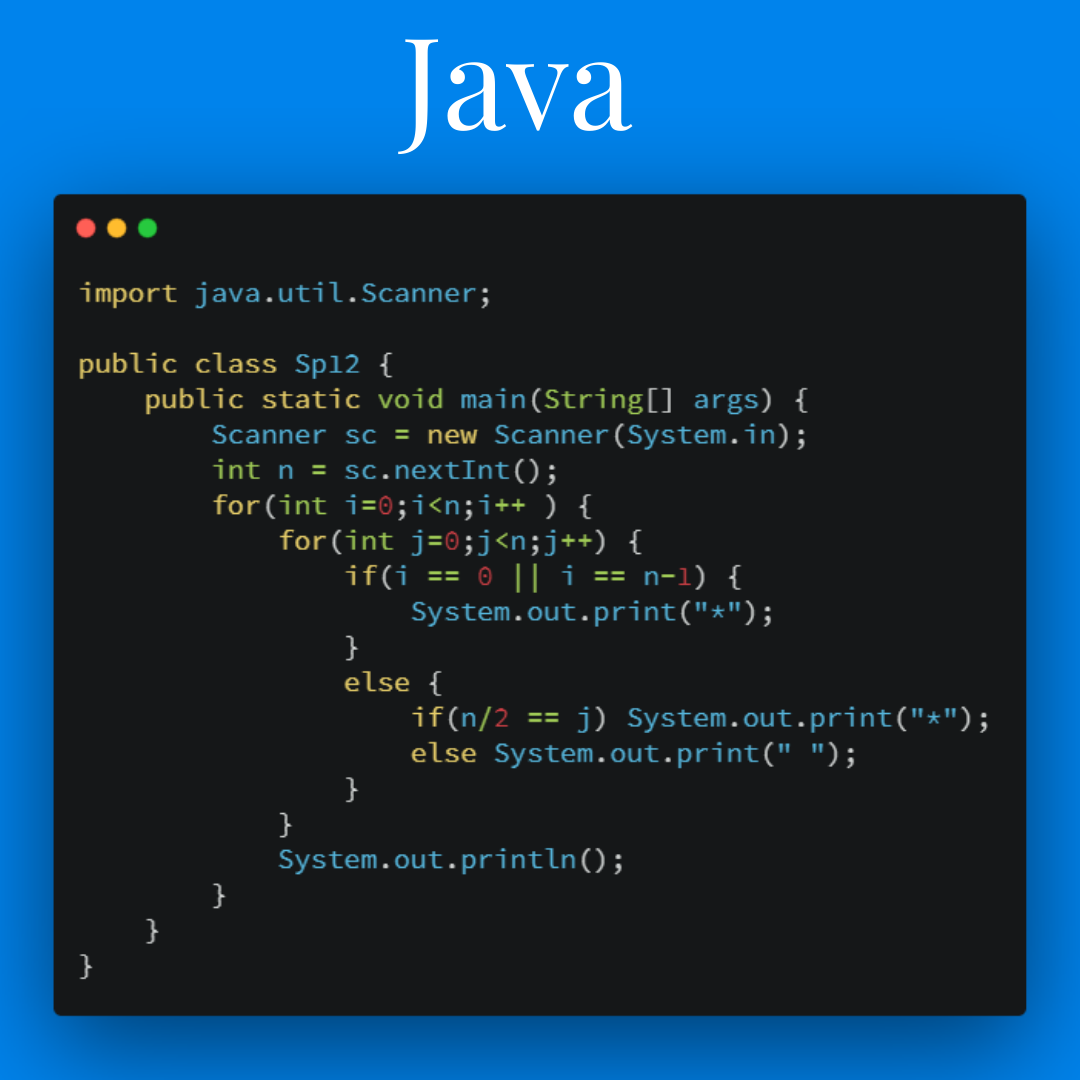 Java
import java.util.Scanner;
public class Sp12 {
    public static void main(String[] args) {
        Scanner sc = new Scanner(System.in);
        int n = sc.nextInt();
        for(int i=0;i<n;i++ ) {
            for(int j=0;j<n;j++) {
                if(i == 0 || i == n-1) {
                    System.out.print("*");
                }
                else {
                    if(n/2 == j) System.out.print("*");
                    else System.out.print(" ");
                }
            }
            System.out.println();
        }
    }
}